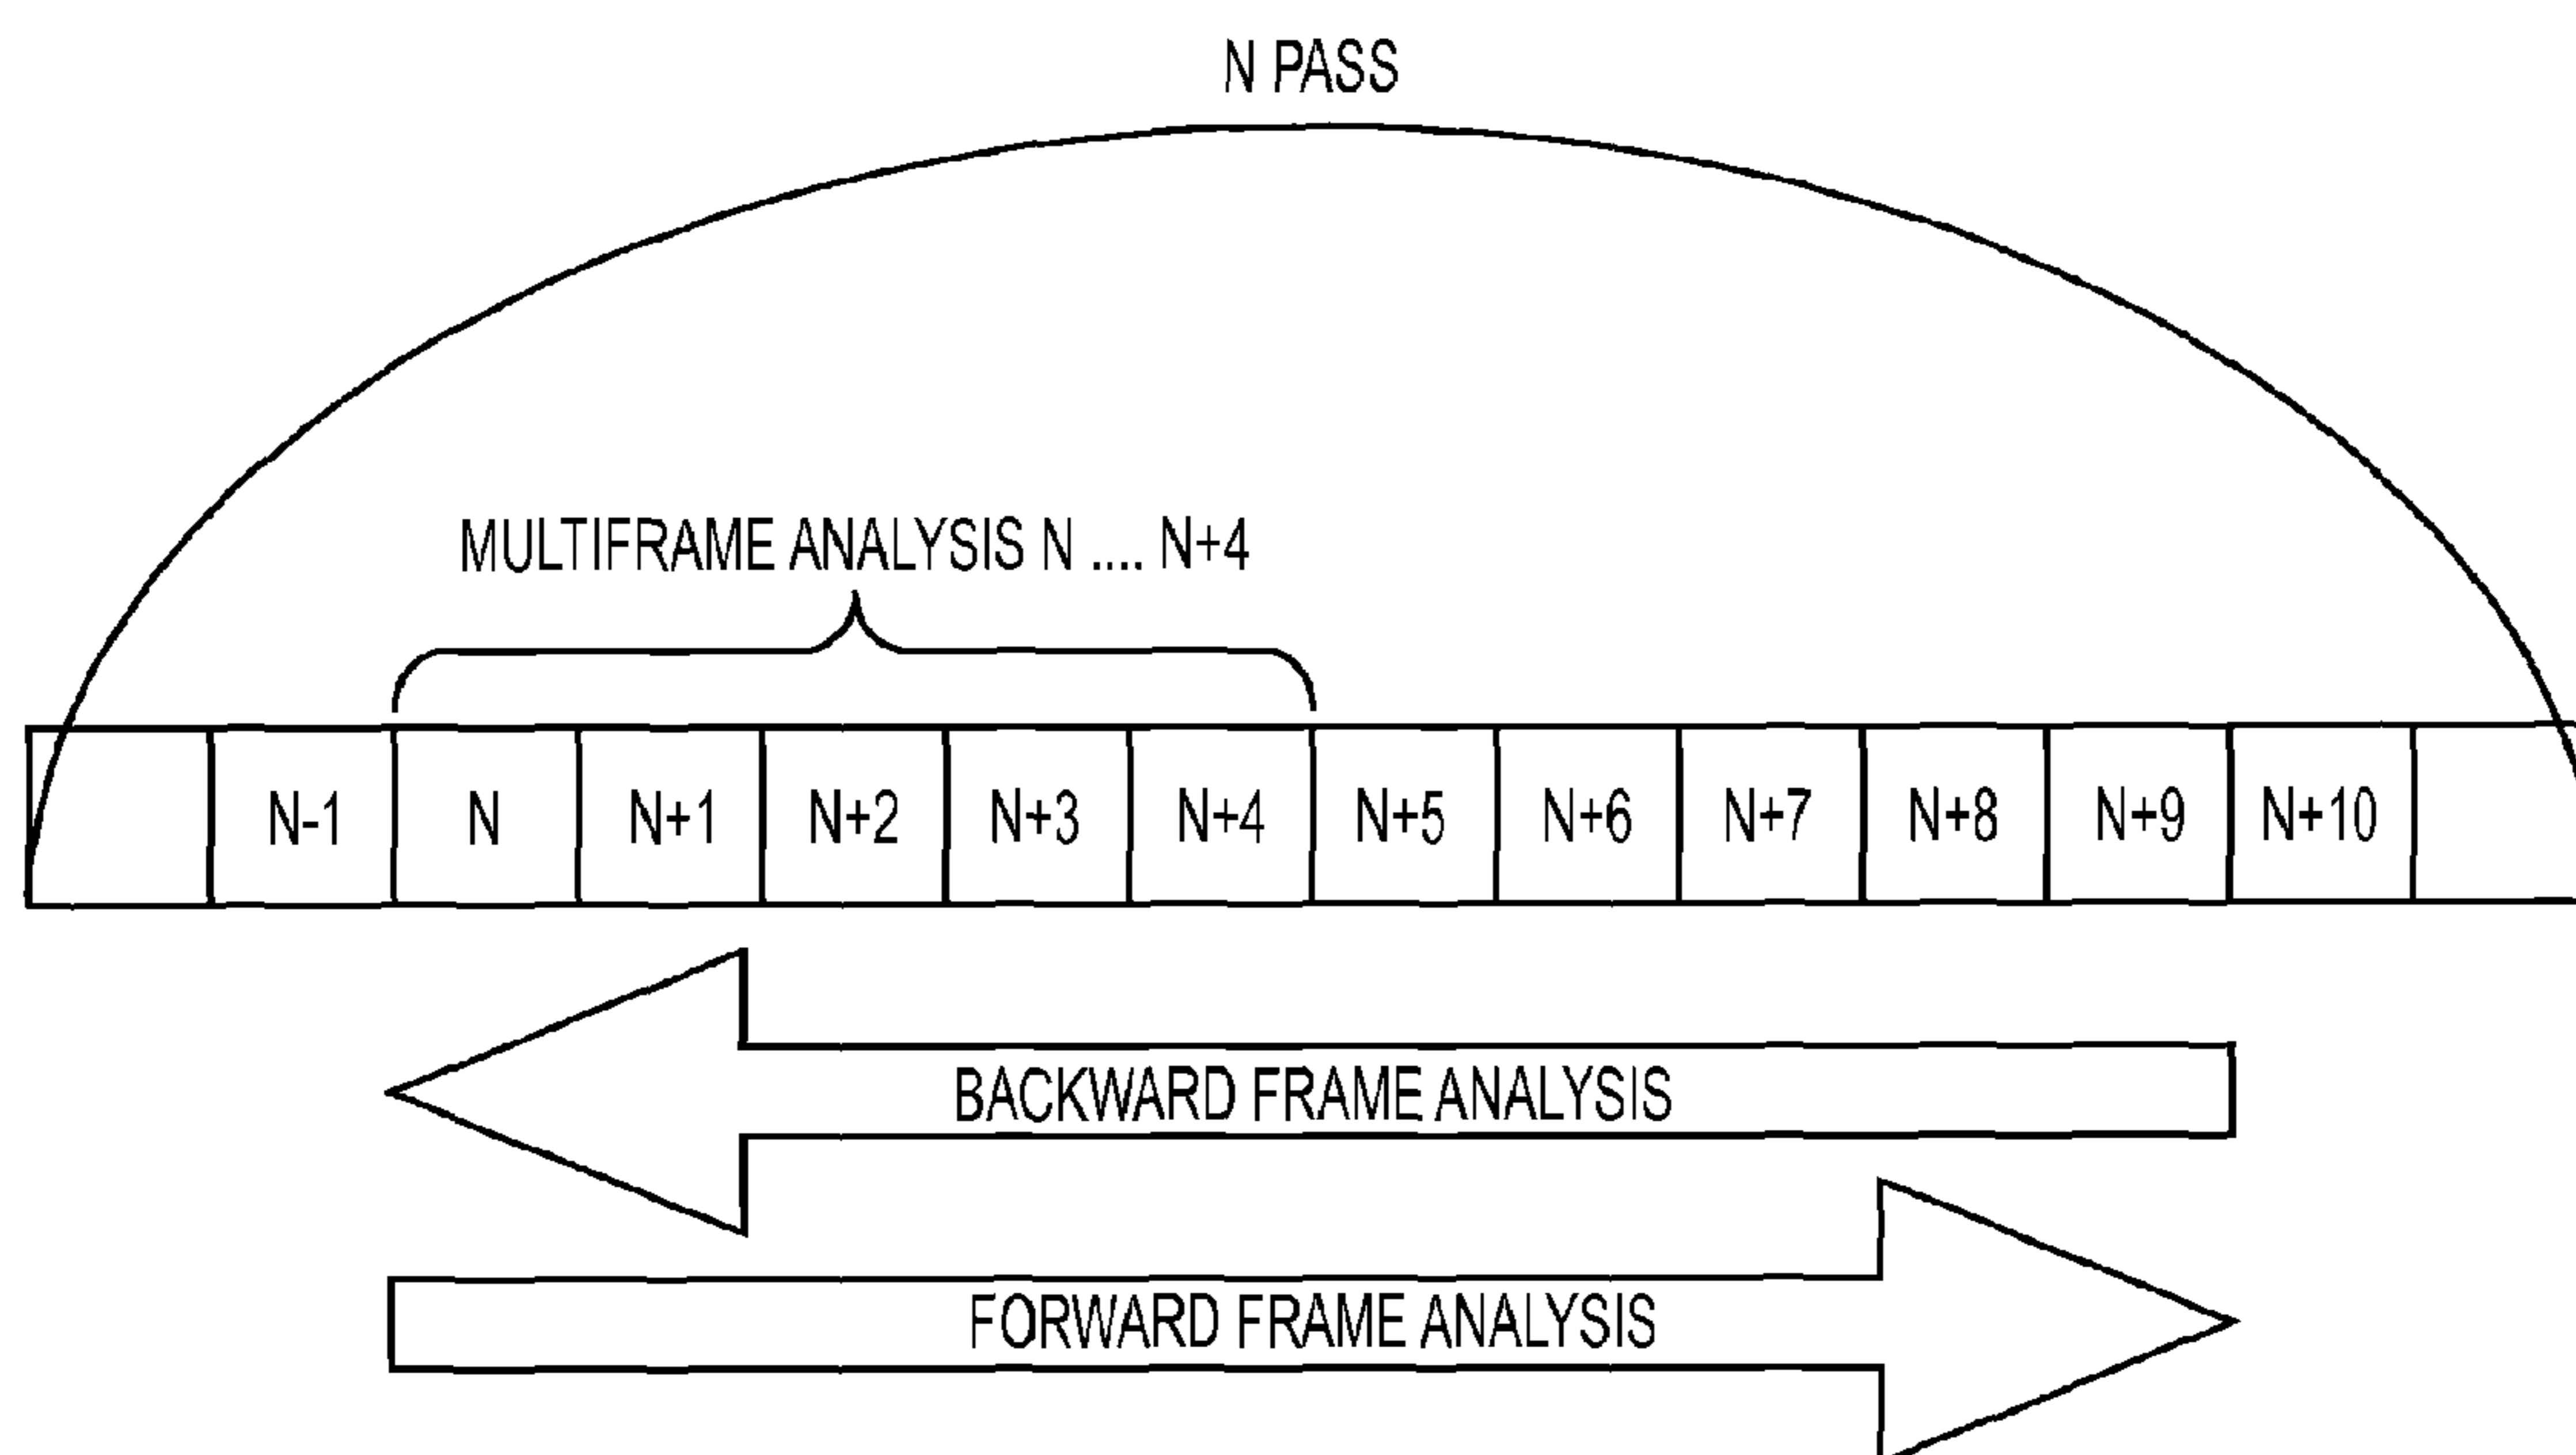 N PASS
MULTIFRAME ANALYSIS N .... N+4
N-1 N N+1 N+2 N+3 N+4 N+5 N+6 N+7 N+8 N+9 N+10
BACKWARD FRAME ANALYSIS
FORWARD FRAME ANALYSIS